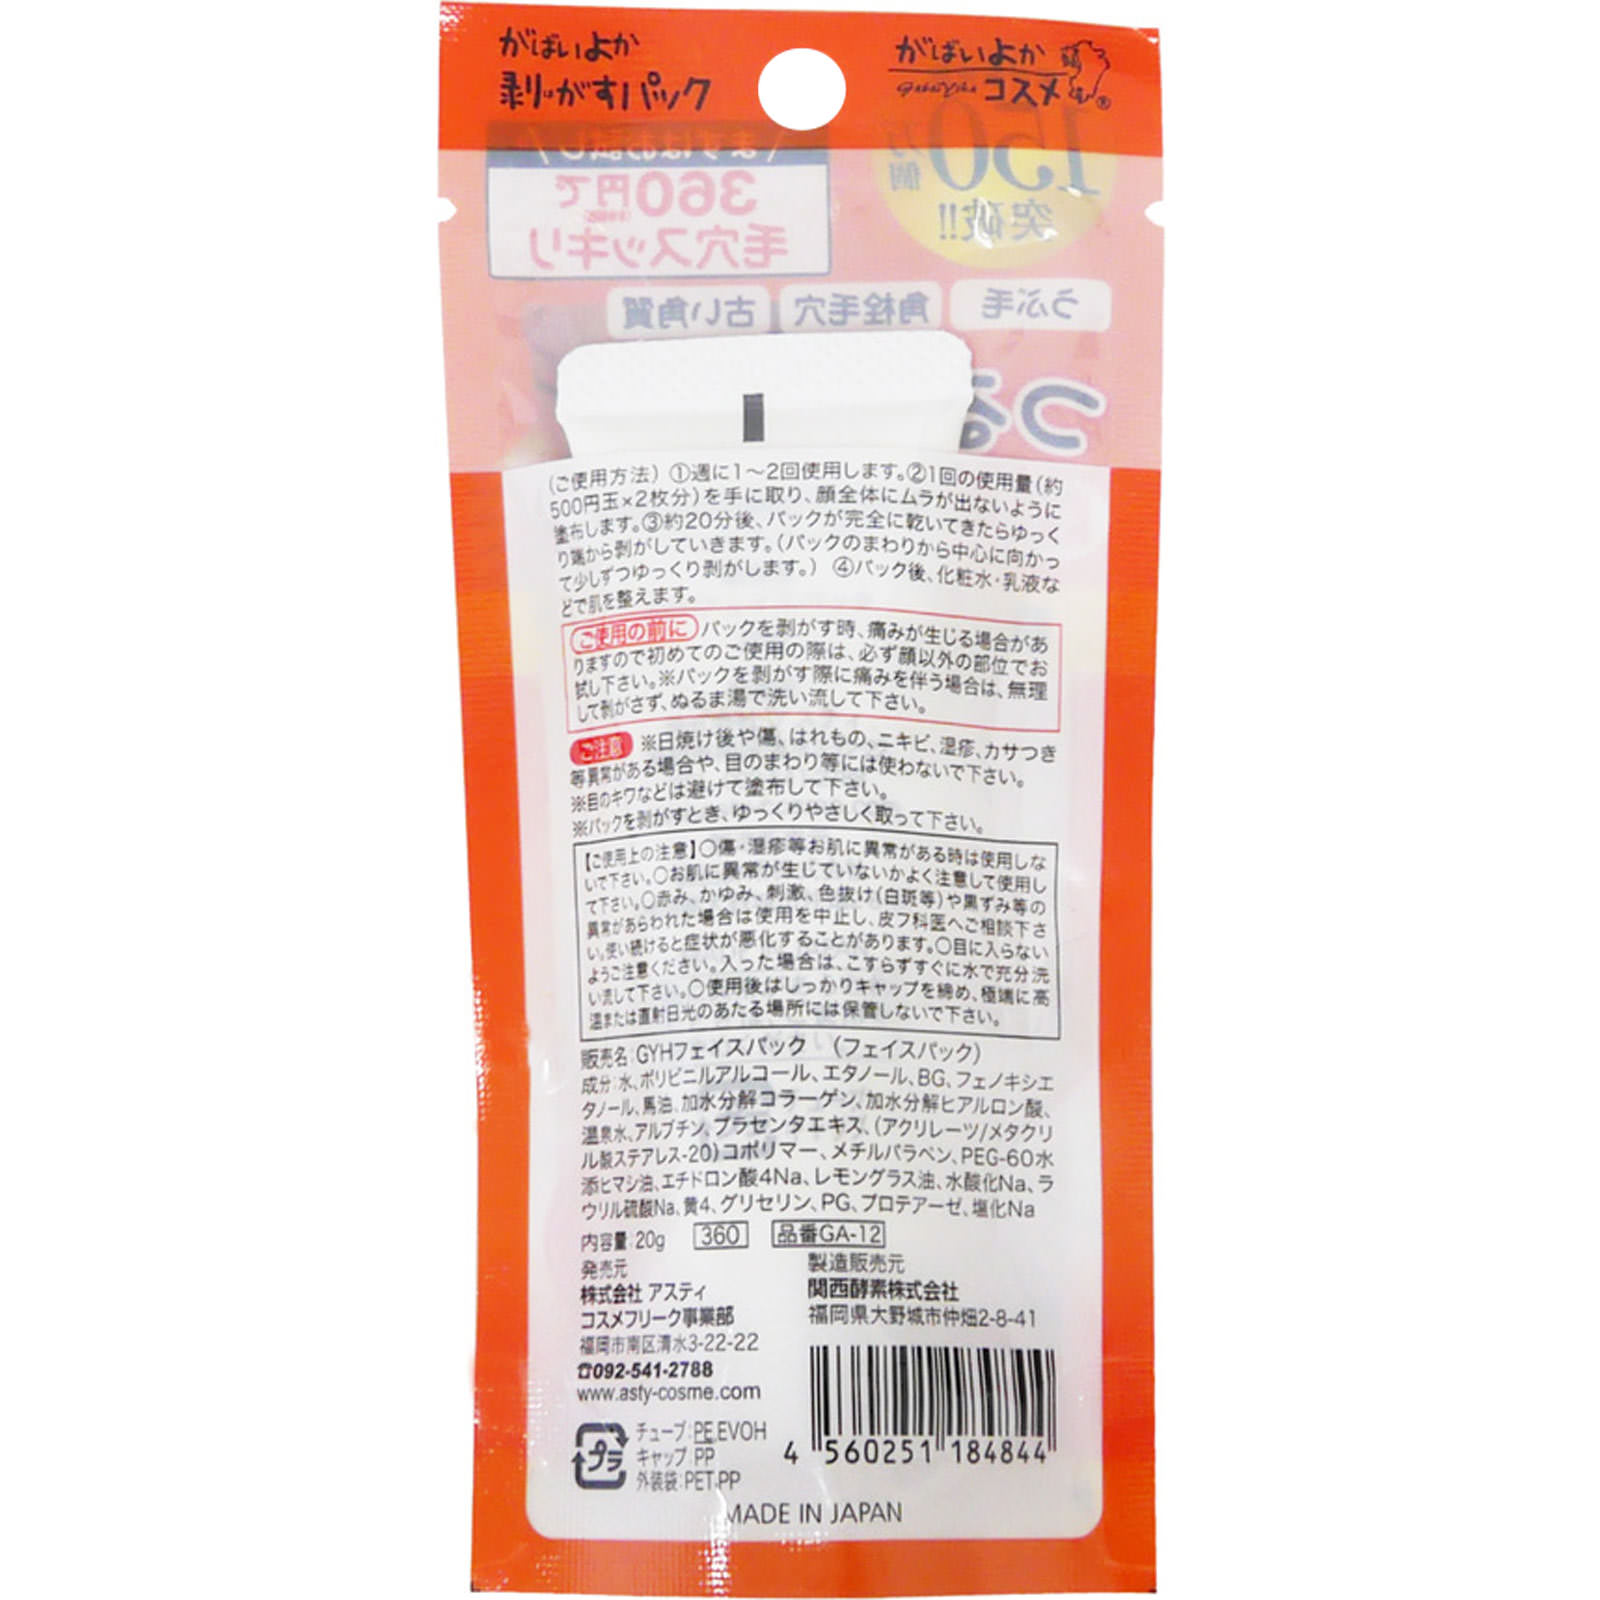 がばいよか
剥がすパック
がばいよか
コスメ
150万個
突破!!
まずはお試し
360円で
毛穴スッキリ
うぶ毛
角栓毛穴
古い角質
つる
(ご使用方法) ①週に1〜2回使用します。②1回の使用量(約
500円玉×2枚分)を手に取り、顔全体にムラが出ないように
塗布します。③約20分後、パックが完全に乾いてきたらゆっく
り端から剥がしていきます。(パックのまわりから中心に向かっ
て少しずつゆっくり剥がします。) ④パック後、化粧水・乳液な
どで肌を整えます。
ご使用の前に パックを剥がす時、痛みが生じる場合があ
りますので初めてのご使用の際は、必ず顔以外の部位でお
試し下さい。※パックを剥がす際に痛みを伴う場合は、無理
して剥がさず、ぬるま湯で洗い流して下さい。
ご注意 ※日焼け後や傷、はれもの、ニキビ、湿疹、カサつき
等異常がある場合や、目のまわり等には使わないで下さい。
※目のキワなどは避けて塗布して下さい。
※パックを剥がすとき、ゆっくりやさしく取って下さい。
【ご使用上の注意】○傷・湿疹等お肌に異常がある時は使用しな
いで下さい。○お肌に異常が生じていないかよく注意して使用し
て下さい。○赤み、かゆみ、刺激、色抜け(白斑等)や黒ずみ等の
異常があらわれた場合は使用を中止し、皮フ科医へご相談下さ
い。使い続けると症状が悪化することがあります。○目に入らない
ようご注意ください。入った場合は、こすらずすぐに水で充分洗
い流して下さい。○使用後はしっかりキャップを締め、極端に高
温または直射日光のあたる場所には保管しないで下さい。
販売名:GYHフェイスパック (フェイスパック)
成分:水、ポリビニルアルコール、エタノール、BG、フェノキシエ
タノール、馬油、加水分解コラーゲン、加水分解ヒアルロン酸、
温泉水、アルブチン、プラセンタエキス、(アクリレーツ/メタクリ
ル酸ステアレス-20)コポリマー、メチルパラベン、PEG-60水
添ヒマシ油、エチドロン酸4Na、レモングラス油、水酸化Na、ラ
ウリル硫酸Na、黄4、グリセリン、PG、プロテアーゼ、塩化Na
内容量:20g 360 品番GA-12
発売元
株式会社 アスティ
コスメフリーク事業部
福岡市南区清水3-22-22
☎092-541-2788
www.asty-cosme.com
製造販売元
関西酵素株式会社
福岡県大野城市仲畑2-8-41
プラ
チューブ:PE,EVOH
キャップ:PP
外装袋:PET,PP
4 560251 184844
MADE IN JAPAN